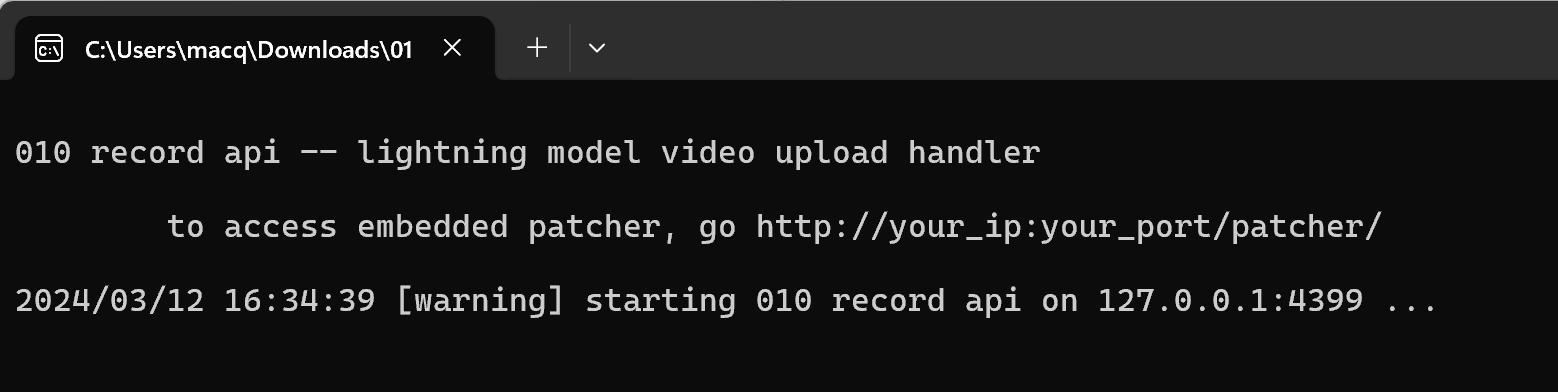 C:\Users\macq\Downloads\01
010 record api -- lightning model video upload handler
to access embedded patcher, go http://your_ip:your_port/patcher/
2024/03/12 16:34:39 [warning] starting 010 record api on 127.0.0.1:4399 ...